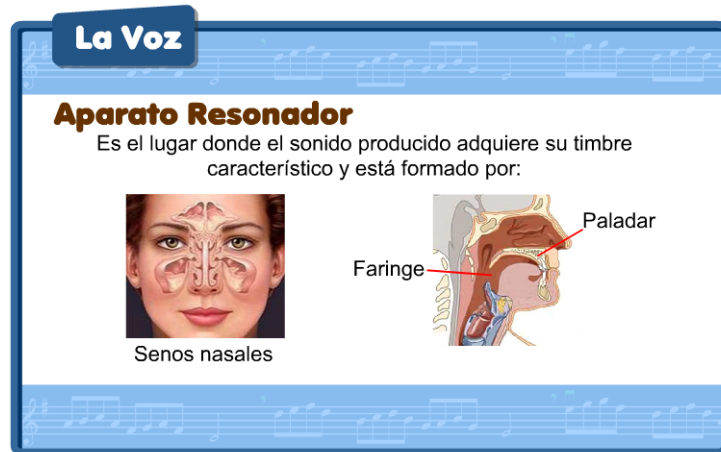 La Voz
Aparato Resonador
Es el lugar donde el sonido producido adquiere su timbre
característico y está formado por:
Paladar
Faringe
Senos nasales